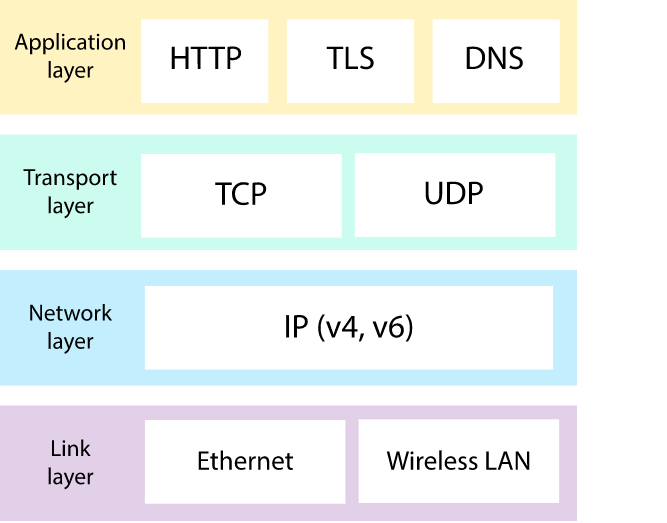 Application
layer
HTTP
TLS
DNS
Transport
layer
TCP
UDP
Network
layer
IP (v4, v6)
Link
layer
Ethernet
Wireless LAN